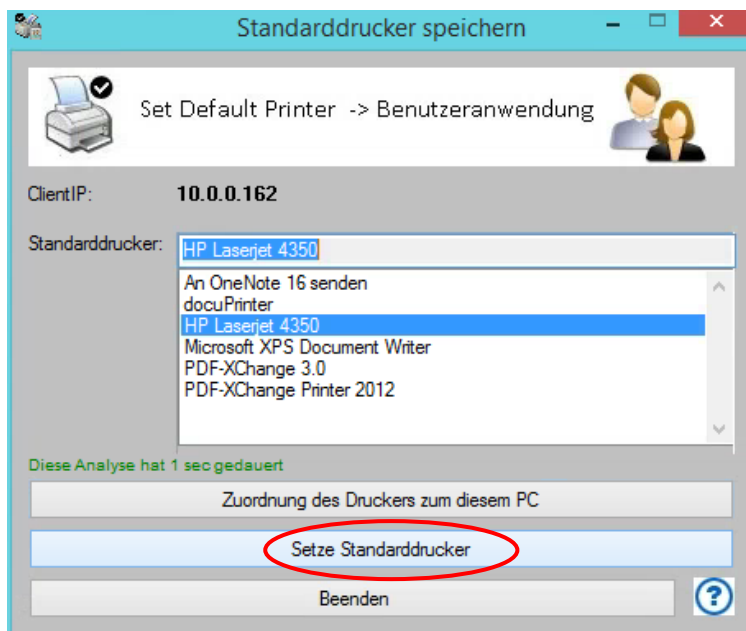 Standarddrucker speichern
Set Default Printer -> Benutzeranwendung
ClientIP: 10.0.0.162
Standarddrucker: HP Laserjet 4350
An OneNote 16 senden
docuPrinter
HP Laserjet 4350
Microsoft XPS Document Writer
PDF-XChange 3.0
PDF-XChange Printer 2012
Diese Analyse hat 1 sec gedauert
Zuordnung des Druckers zum diesem PC
Setze Standarddrucker
Beenden